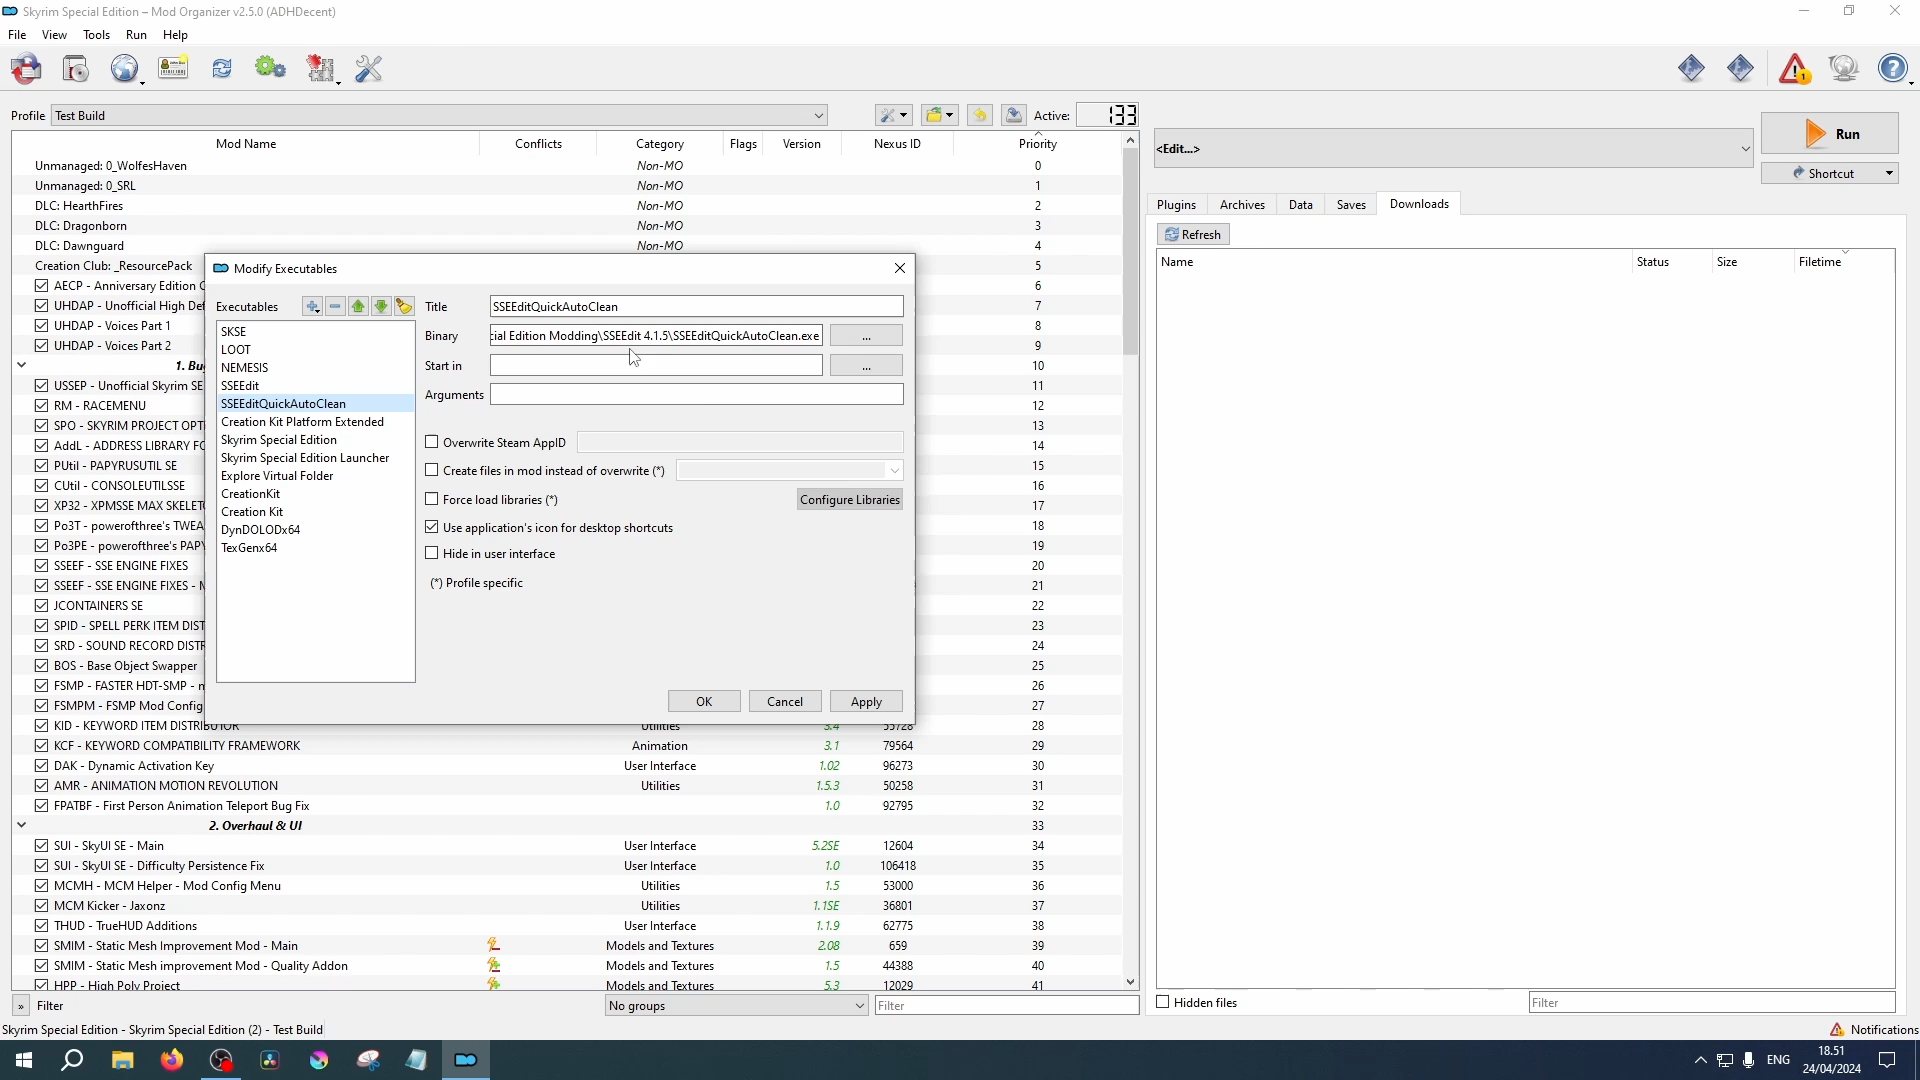 Skyrim Special Edition – Mod Organizer v2.5.0 (ADHDecent)
File View Tools Run Help
Profile Test Build
Active: 133
Mod Name Conflicts Category Flags Version Nexus ID Priority
Unmanaged: 0_WolfesHaven Non-MO 0
Unmanaged: 0_SRL Non-MO 1
DLC: HearthFires Non-MO 2
DLC: Dragonborn Non-MO 3
DLC: Dawnguard Non-MO 4
Creation Club: _ResourcePack 5
AECP - Anniversary Edition C 6
UHDAP - Unofficial High Def 7
UHDAP - Voices Part 1 8
UHDAP - Voices Part 2 9
1. Bu 10
USSEP - Unofficial Skyrim SE 11
RM - RACEMENU 12
SPO - SKYRIM PROJECT OPT 13
AddL - ADDRESS LIBRARY FO 14
PUtil - PAPYRUSUTIL SE 15
CUtil - CONSOLEUTILSSE 16
XP32 - XPMSSE MAX SKELET 17
Po3T - powerofthree's TWEA 18
Po3PE - powerofthree's PAPY 19
SSEEF - SSE ENGINE FIXES 20
SSEEF - SSE ENGINE FIXES - M 21
JCONTAINERS SE 22
SPID - SPELL PERK ITEM DIST 23
SRD - SOUND RECORD DISTR 24
BOS - Base Object Swapper 25
FSMP - FASTER HDT-SMP - n 26
FSMPM - FSMP Mod Config 27
KID - KEYWORD ITEM DISTRIBUTOR Utilities 3.4 55728 28
KCF - KEYWORD COMPATIBILITY FRAMEWORK Animation 3.1 79564 29
DAK - Dynamic Activation Key User Interface 1.02 96273 30
AMR - ANIMATION MOTION REVOLUTION Utilities 1.5.3 50258 31
FPATBF - First Person Animation Teleport Bug Fix 1.0 92795 32
2. Overhaul & UI 33
SUI - SkyUI SE - Main User Interface 5.2SE 12604 34
SUI - SkyUI SE - Difficulty Persistence Fix User Interface 1.0 106418 35
MCMH - MCM Helper - Mod Config Menu Utilities 1.5 53000 36
MCM Kicker - Jaxonz Utilities 1.1SE 36801 37
THUD - TrueHUD Additions User Interface 1.1.9 62775 38
SMIM - Static Mesh Improvement Mod - Main Models and Textures 2.08 659 39
SMIM - Static Mesh improvement Mod - Quality Addon Models and Textures 1.5 44388 40
HPP - High Poly Project Models and Textures 5.3 12029 41
» Filter No groups Filter
Modify Executables
Executables
SKSE
LOOT
NEMESIS
SSEEdit
SSEEditQuickAutoClean
Creation Kit Platform Extended
Skyrim Special Edition
Skyrim Special Edition Launcher
Explore Virtual Folder
CreationKit
Creation Kit
DynDOLODx64
TexGenx64
Title SSEEditQuickAutoClean
Binary cial Edition Modding\SSEEdit 4.1.5\SSEEditQuickAutoClean.exe ...
Start in ...
Arguments
Overwrite Steam AppID
Create files in mod instead of overwrite (*)
Force load libraries (*) Configure Libraries
Use application's icon for desktop shortcuts
Hide in user interface
(*) Profile specific
OK Cancel Apply
<Edit...>
Run
Shortcut
Plugins Archives Data Saves Downloads
Refresh
Name Status Size Filetime
Hidden files Filter
Skyrim Special Edition - Skyrim Special Edition (2) - Test Build
1
Notifications
ENG
18.51
24/04/2024